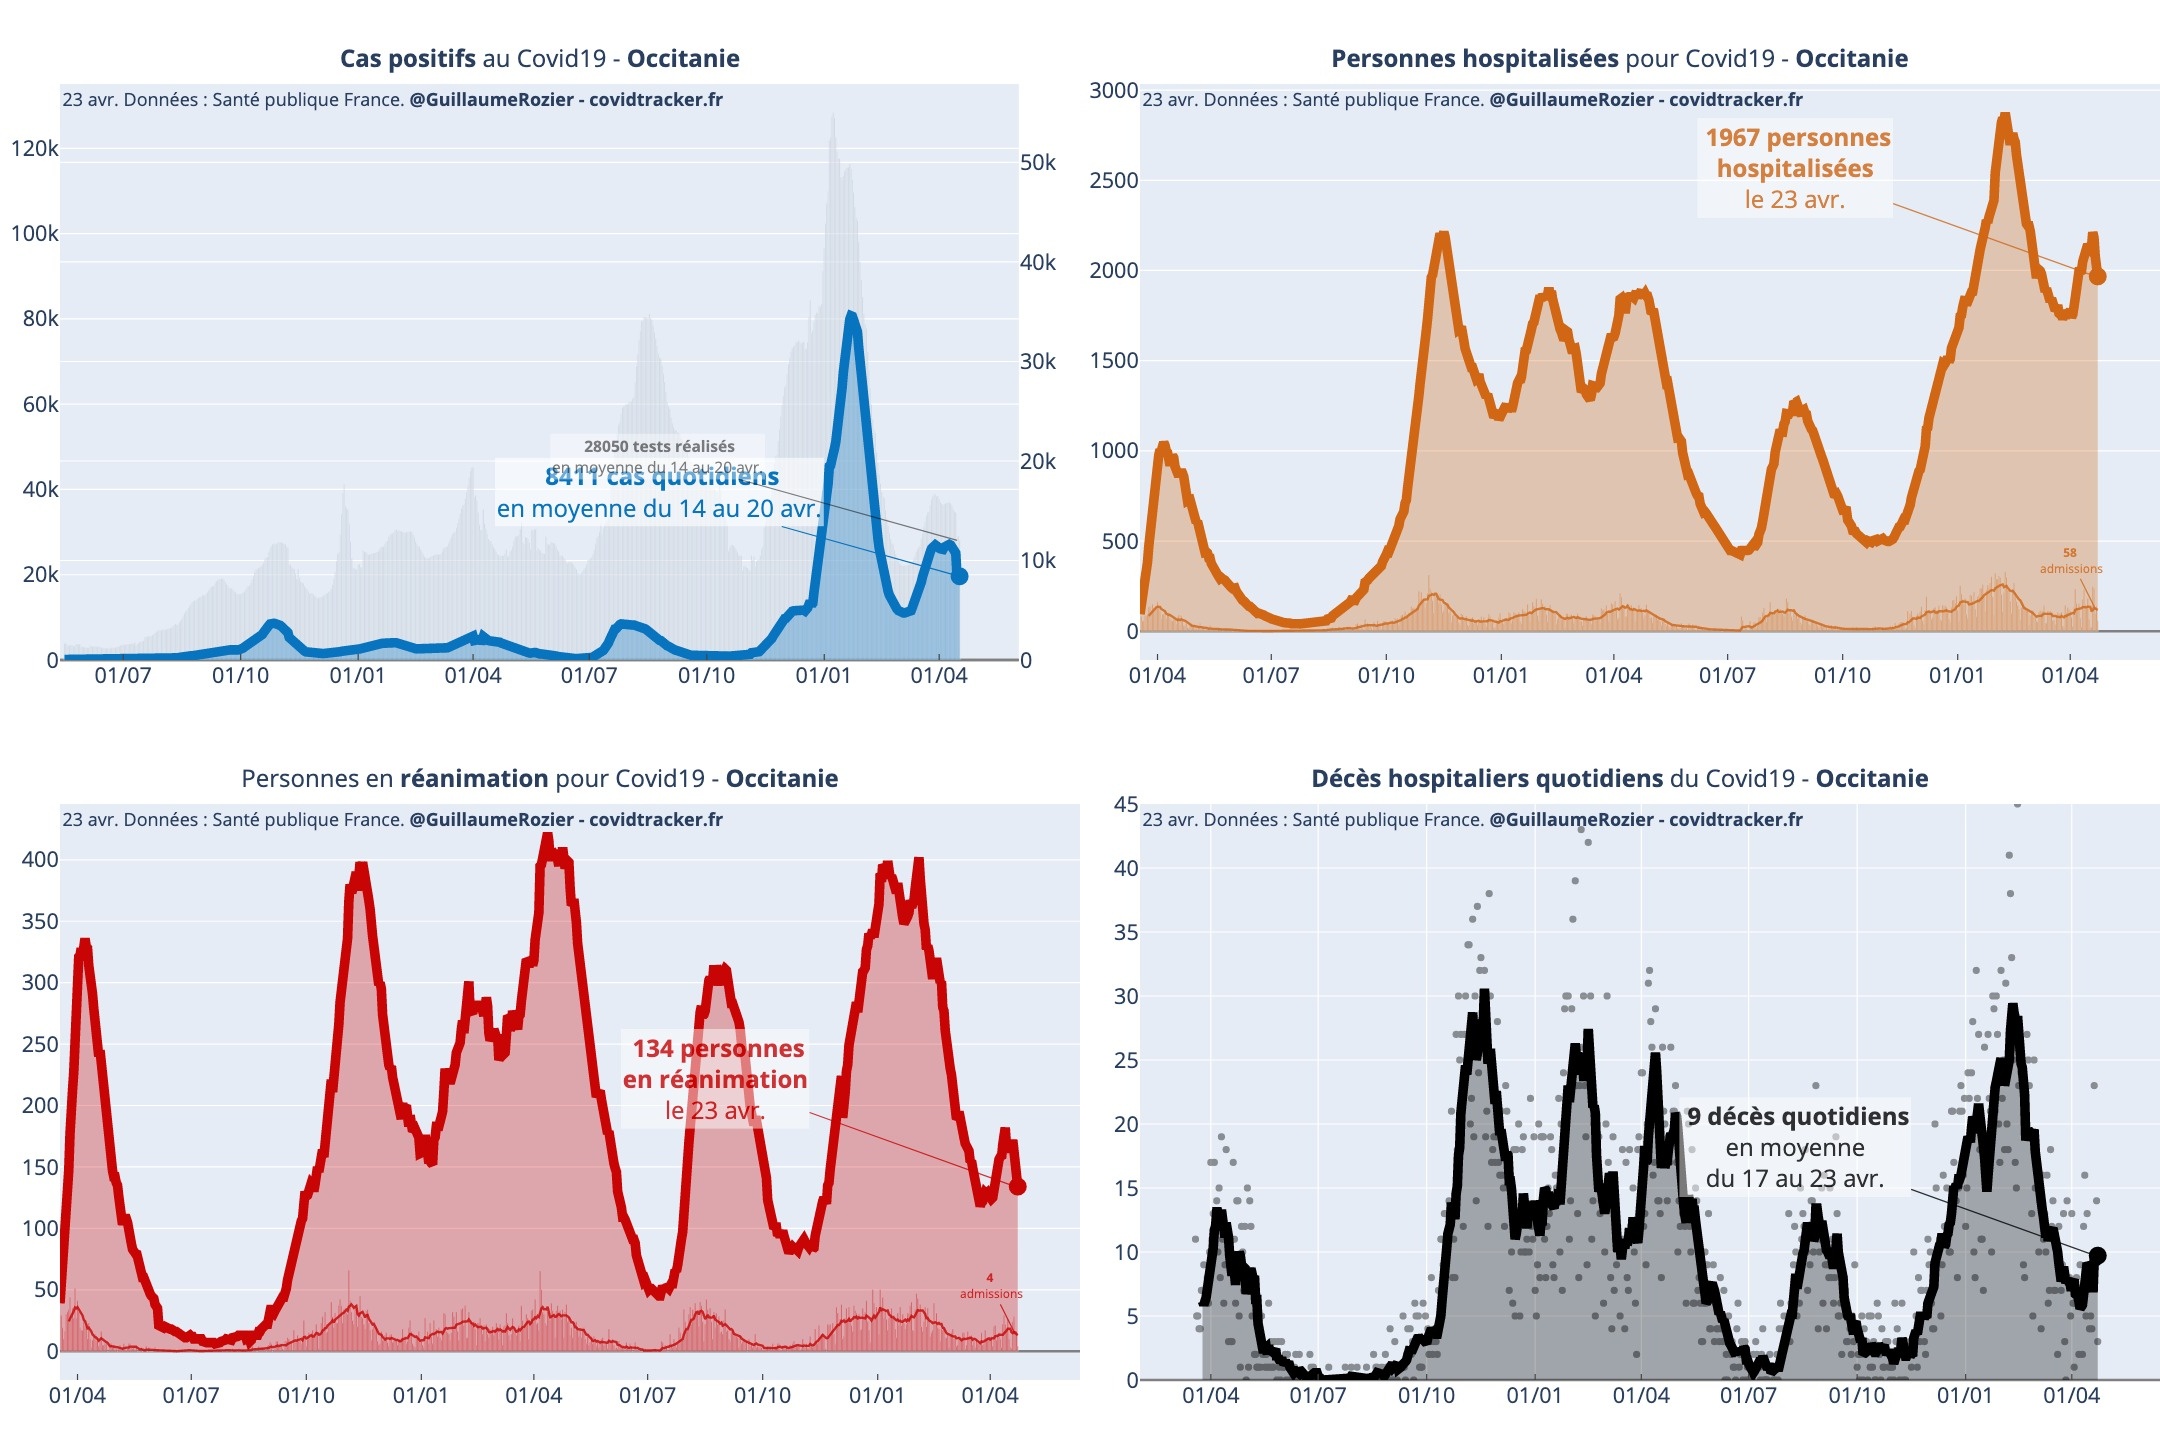 Cas positifs au Covid19 - Occitanie
23 avr. Données : Santé publique France. @GuillaumeRozier - covidtracker.fr
120k
100k
80k
60k
40k
20k
0
50k
40k
30k
20k
10k
0
28050 tests réalisés
en moyenne du 14 au 20 avr.
8411 cas quotidiens
en moyenne du 14 au 20 avr.
01/07 01/10 01/01 01/04 01/07 01/10 01/01 01/04
Personnes hospitalisées pour Covid19 - Occitanie
23 avr. Données : Santé publique France. @GuillaumeRozier - covidtracker.fr
3000
2500
2000
1500
1000
500
0
1967 personnes
hospitalisées
le 23 avr.
58
admissions
01/04 01/07 01/10 01/01 01/04 01/07 01/10 01/01 01/04
Personnes en réanimation pour Covid19 - Occitanie
23 avr. Données : Santé publique France. @GuillaumeRozier - covidtracker.fr
400
350
300
250
200
150
100
50
0
134 personnes
en réanimation
le 23 avr.
4
admissions
01/04 01/07 01/10 01/01 01/04 01/07 01/10 01/01 01/04
Décès hospitaliers quotidiens du Covid19 - Occitanie
23 avr. Données : Santé publique France. @GuillaumeRozier - covidtracker.fr
45
40
35
30
25
20
15
10
5
0
9 décès quotidiens
en moyenne
du 17 au 23 avr.
01/04 01/07 01/10 01/01 01/04 01/07 01/10 01/01 01/04